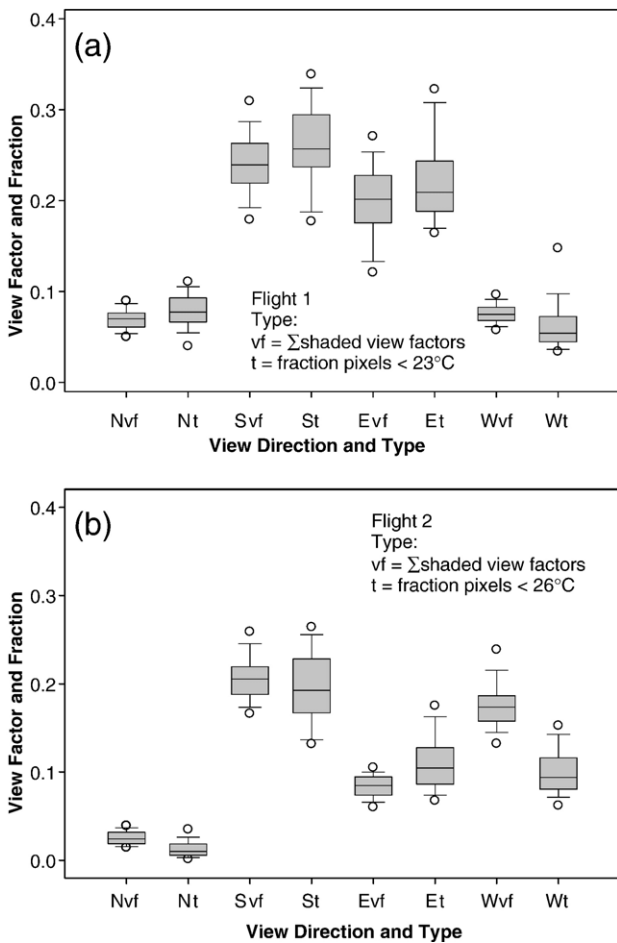 (a)
View Factor and Fraction
0.4
0.3
0.2
0.1
0.0
Flight 1
Type:
vf = ∑shaded view factors
t = fraction pixels < 23°C
Nvf Nt Svf St Evf Et Wvf Wt
View Direction and Type
(b)
View Factor and Fraction
0.4
0.3
0.2
0.1
0.0
Flight 2
Type:
vf = ∑shaded view factors
t = fraction pixels < 26°C
Nvf Nt Svf St Evf Et Wvf Wt
View Direction and Type